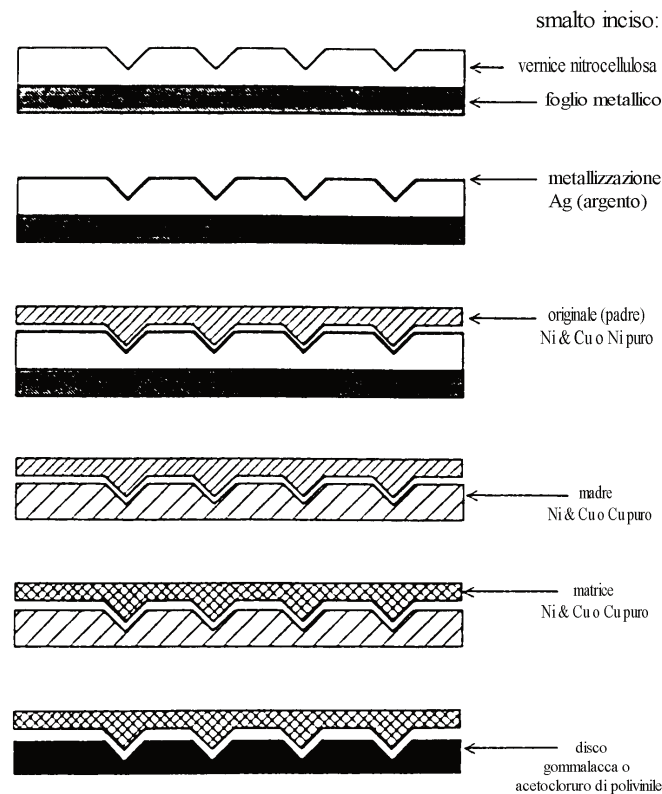 smalto inciso:
vernice nitrocellulosa
foglio metallico
metallizzazione
Ag (argento)
originale (padre)
Ni & Cu o Ni puro
madre
Ni & Cu o Cu puro
matrice
Ni & Cu o Cu puro
disco
gommalacca o
acetocloruro di polivinile